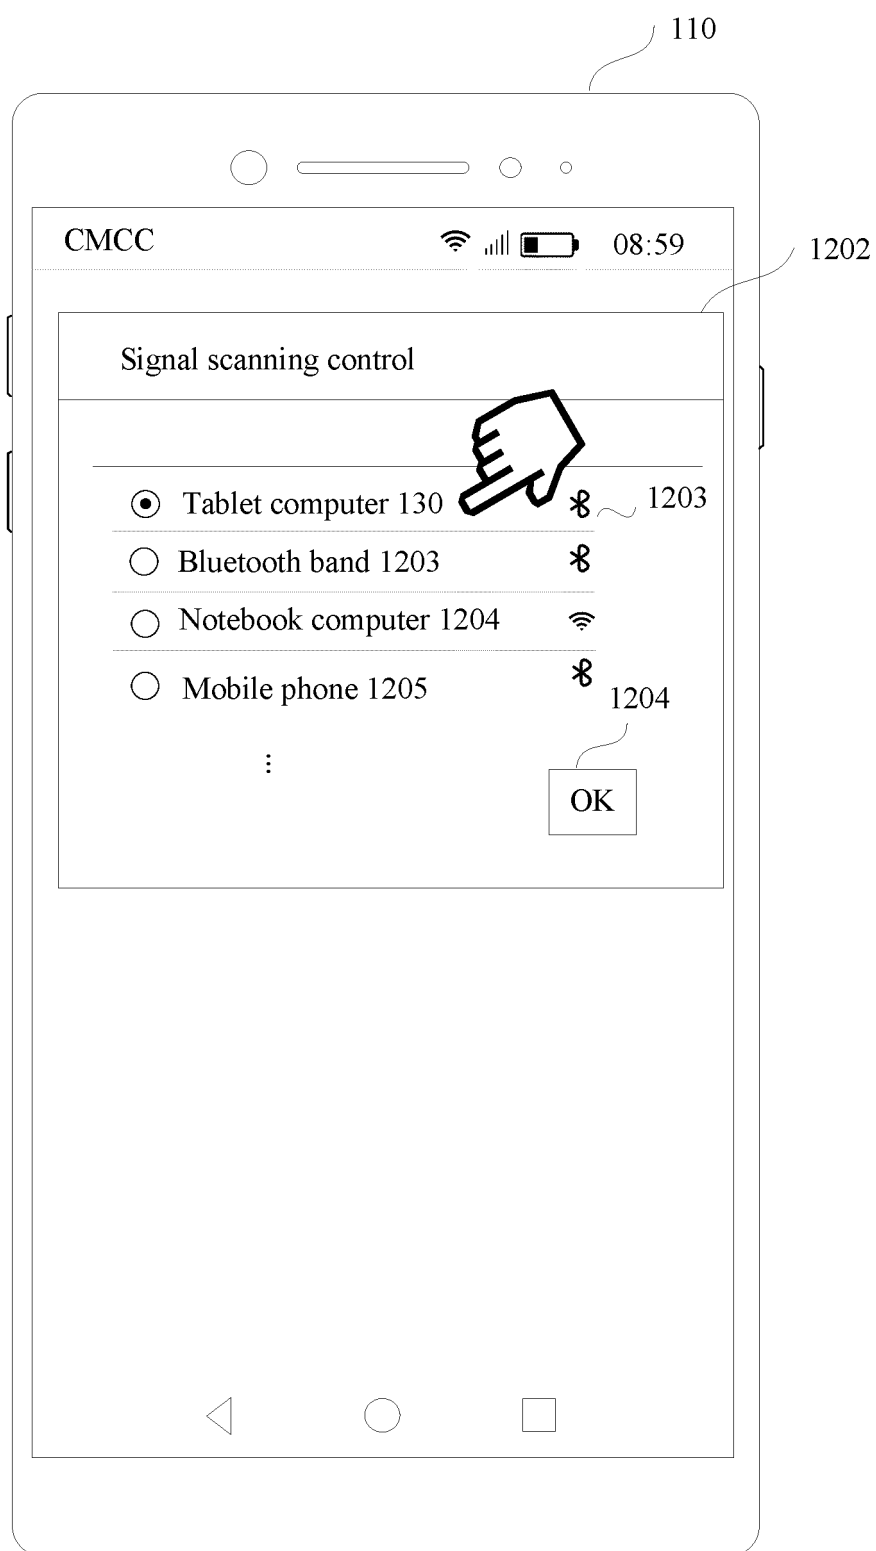 110
CMCC 08:59
1202
Signal scanning control
Tablet computer 130
1203
Bluetooth band 1203
Notebook computer 1204
Mobile phone 1205
1204
OK